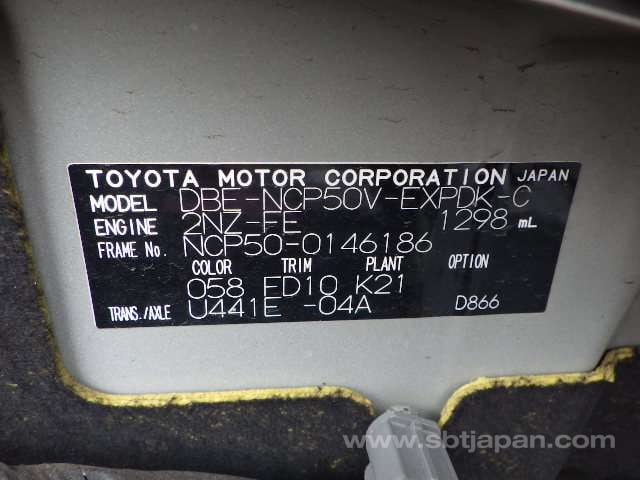 TOYOTA MOTOR CORPORATION JAPAN
MODEL DBE-NCP50V-EXPDK-C
ENGINE 2NZ-FE 1298 mL
FRAME No. NCP50-0146186
COLOR TRIM PLANT OPTION
058 FD10 K21
TRANS./AXLE U441E -04A D866
www.sbtjapan.com/